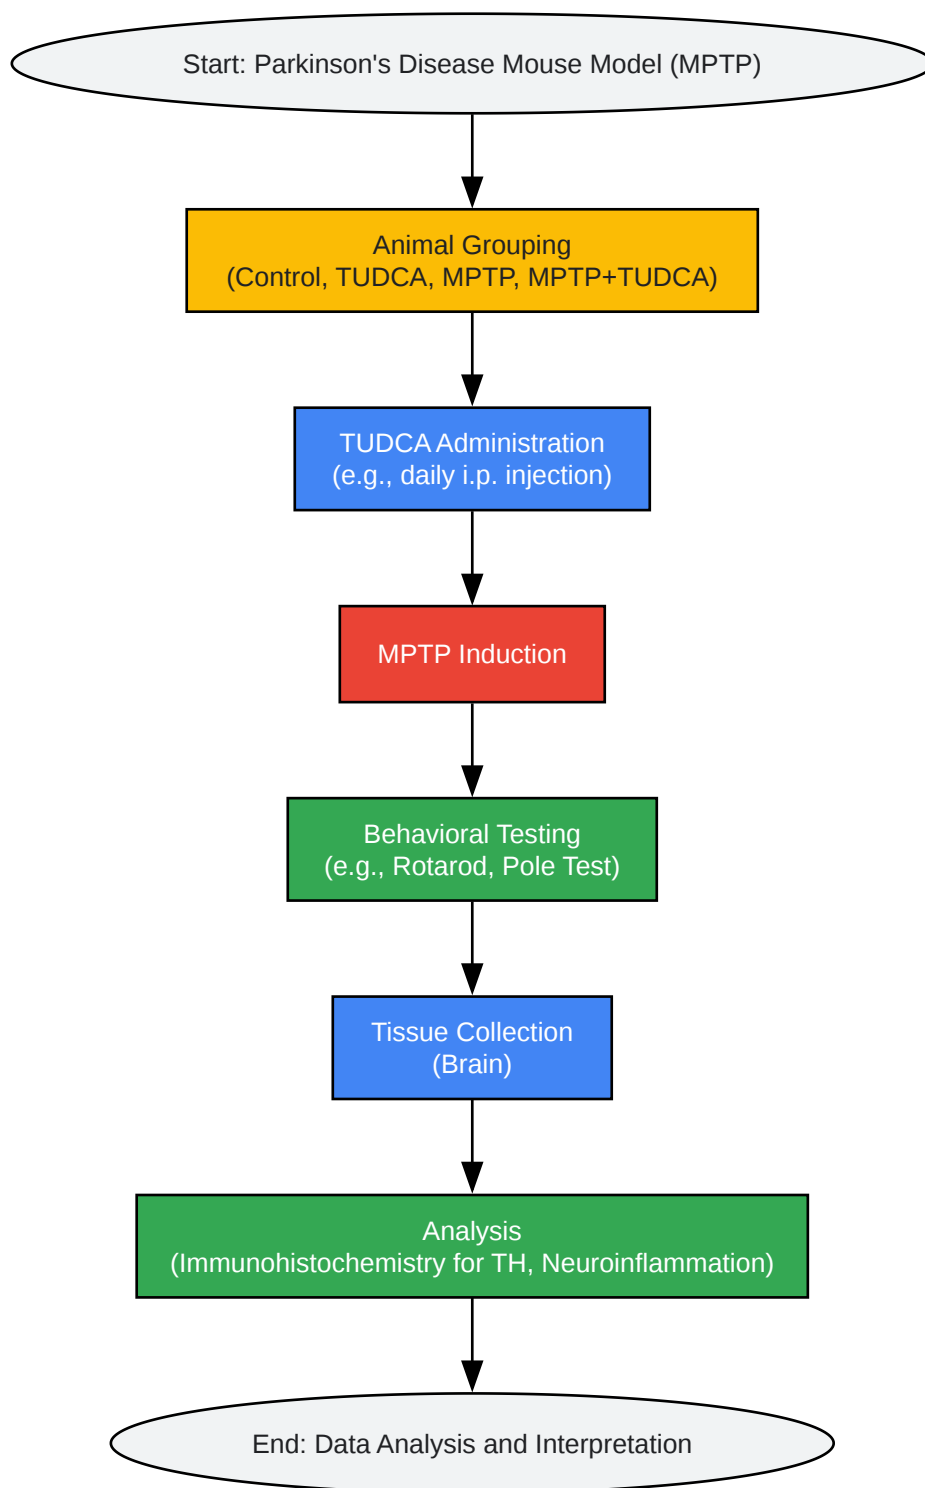 Start: Parkinson's Disease Mouse Model (MPTP)
Animal Grouping
(Control, TUDCA, MPTP, MPTP+TUDCA)
TUDCA Administration
(e.g., daily i.p. injection)
MPTP Induction
Behavioral Testing
(e.g., Rotarod, Pole Test)
Tissue Collection
(Brain)
Analysis
(Immunohistochemistry for TH, Neuroinflammation)
End: Data Analysis and Interpretation